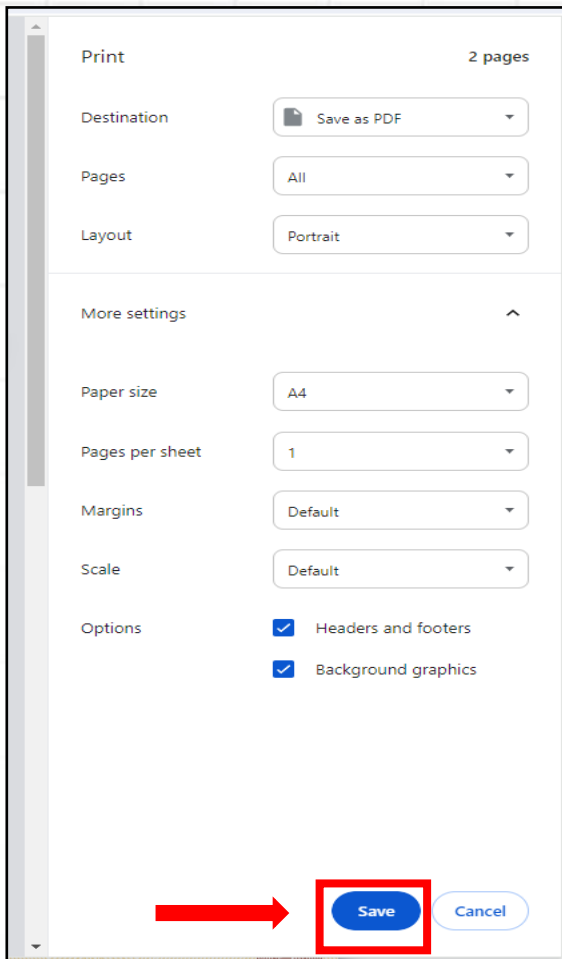 Print 2 pages
Destination Save as PDF
Pages All
Layout Portrait
More settings
Paper size A4
Pages per sheet 1
Margins Default
Scale Default
Options Headers and footers
Background graphics
Save Cancel